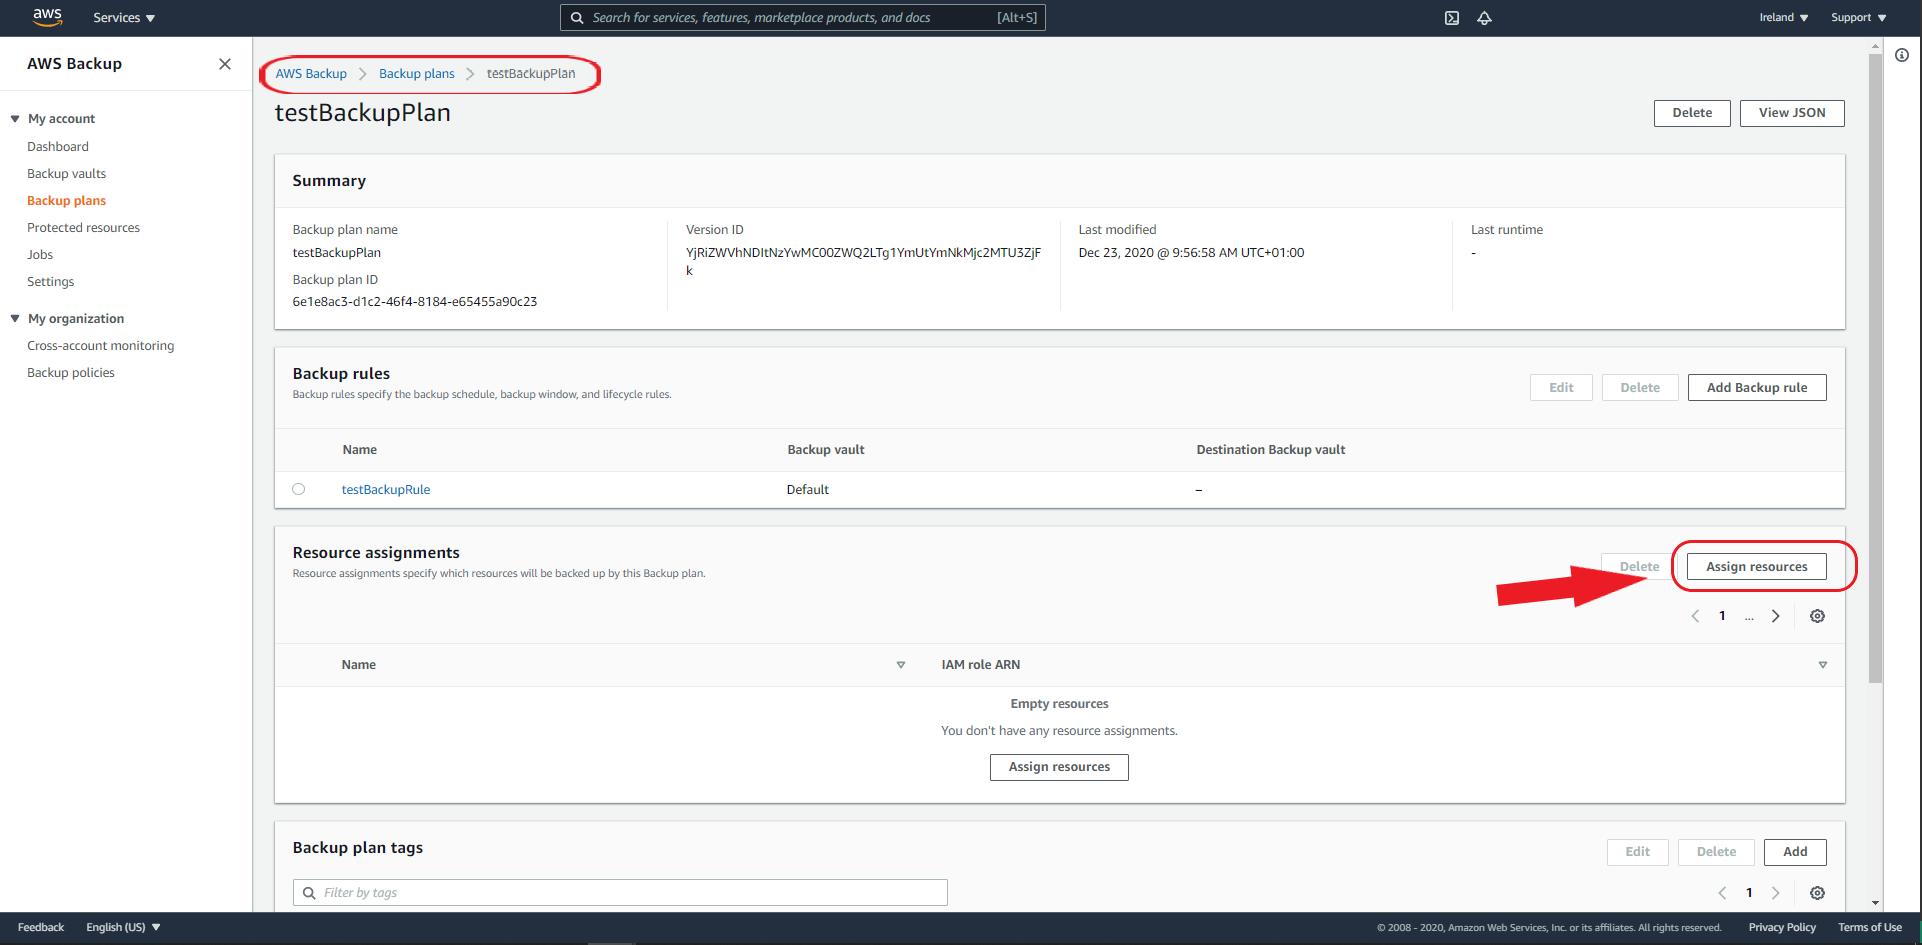 aws
Services
Search for services, features, marketplace products, and docs [Alt+S]
Ireland
Support
AWS Backup
My account
Dashboard
Backup vaults
Backup plans
Protected resources
Jobs
Settings
My organization
Cross-account monitoring
Backup policies
AWS Backup Backup plans testBackupPlan
testBackupPlan
Delete View JSON
Summary
Backup plan name
testBackupPlan
Backup plan ID
6e1e8ac3-d1c2-46f4-8184-e65455a90c23
Version ID
YjRiZWVhNDItNzYwMC00ZWQ2LTg1YmUtYmNkMjc2MTU3ZjF
k
Last modified
Dec 23, 2020 @ 9:56:58 AM UTC+01:00
Last runtime
-
Backup rules
Backup rules specify the backup schedule, backup window, and lifecycle rules.
Edit Delete Add Backup rule
Name Backup vault Destination Backup vault
testBackupRule Default –
Resource assignments
Resource assignments specify which resources will be backed up by this Backup plan.
Delete Assign resources
1 ...
Name IAM role ARN
Empty resources
You don't have any resource assignments.
Assign resources
Backup plan tags
Edit Delete Add
Filter by tags
1
Feedback English (US)
© 2008 - 2020, Amazon Web Services, Inc. or its affiliates. All rights reserved. Privacy Policy Terms of Use